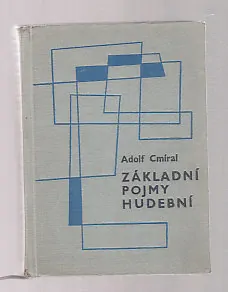 Adolf Cmíral
ZÁKLADNÍ
POJMY
HUDEBNÍ